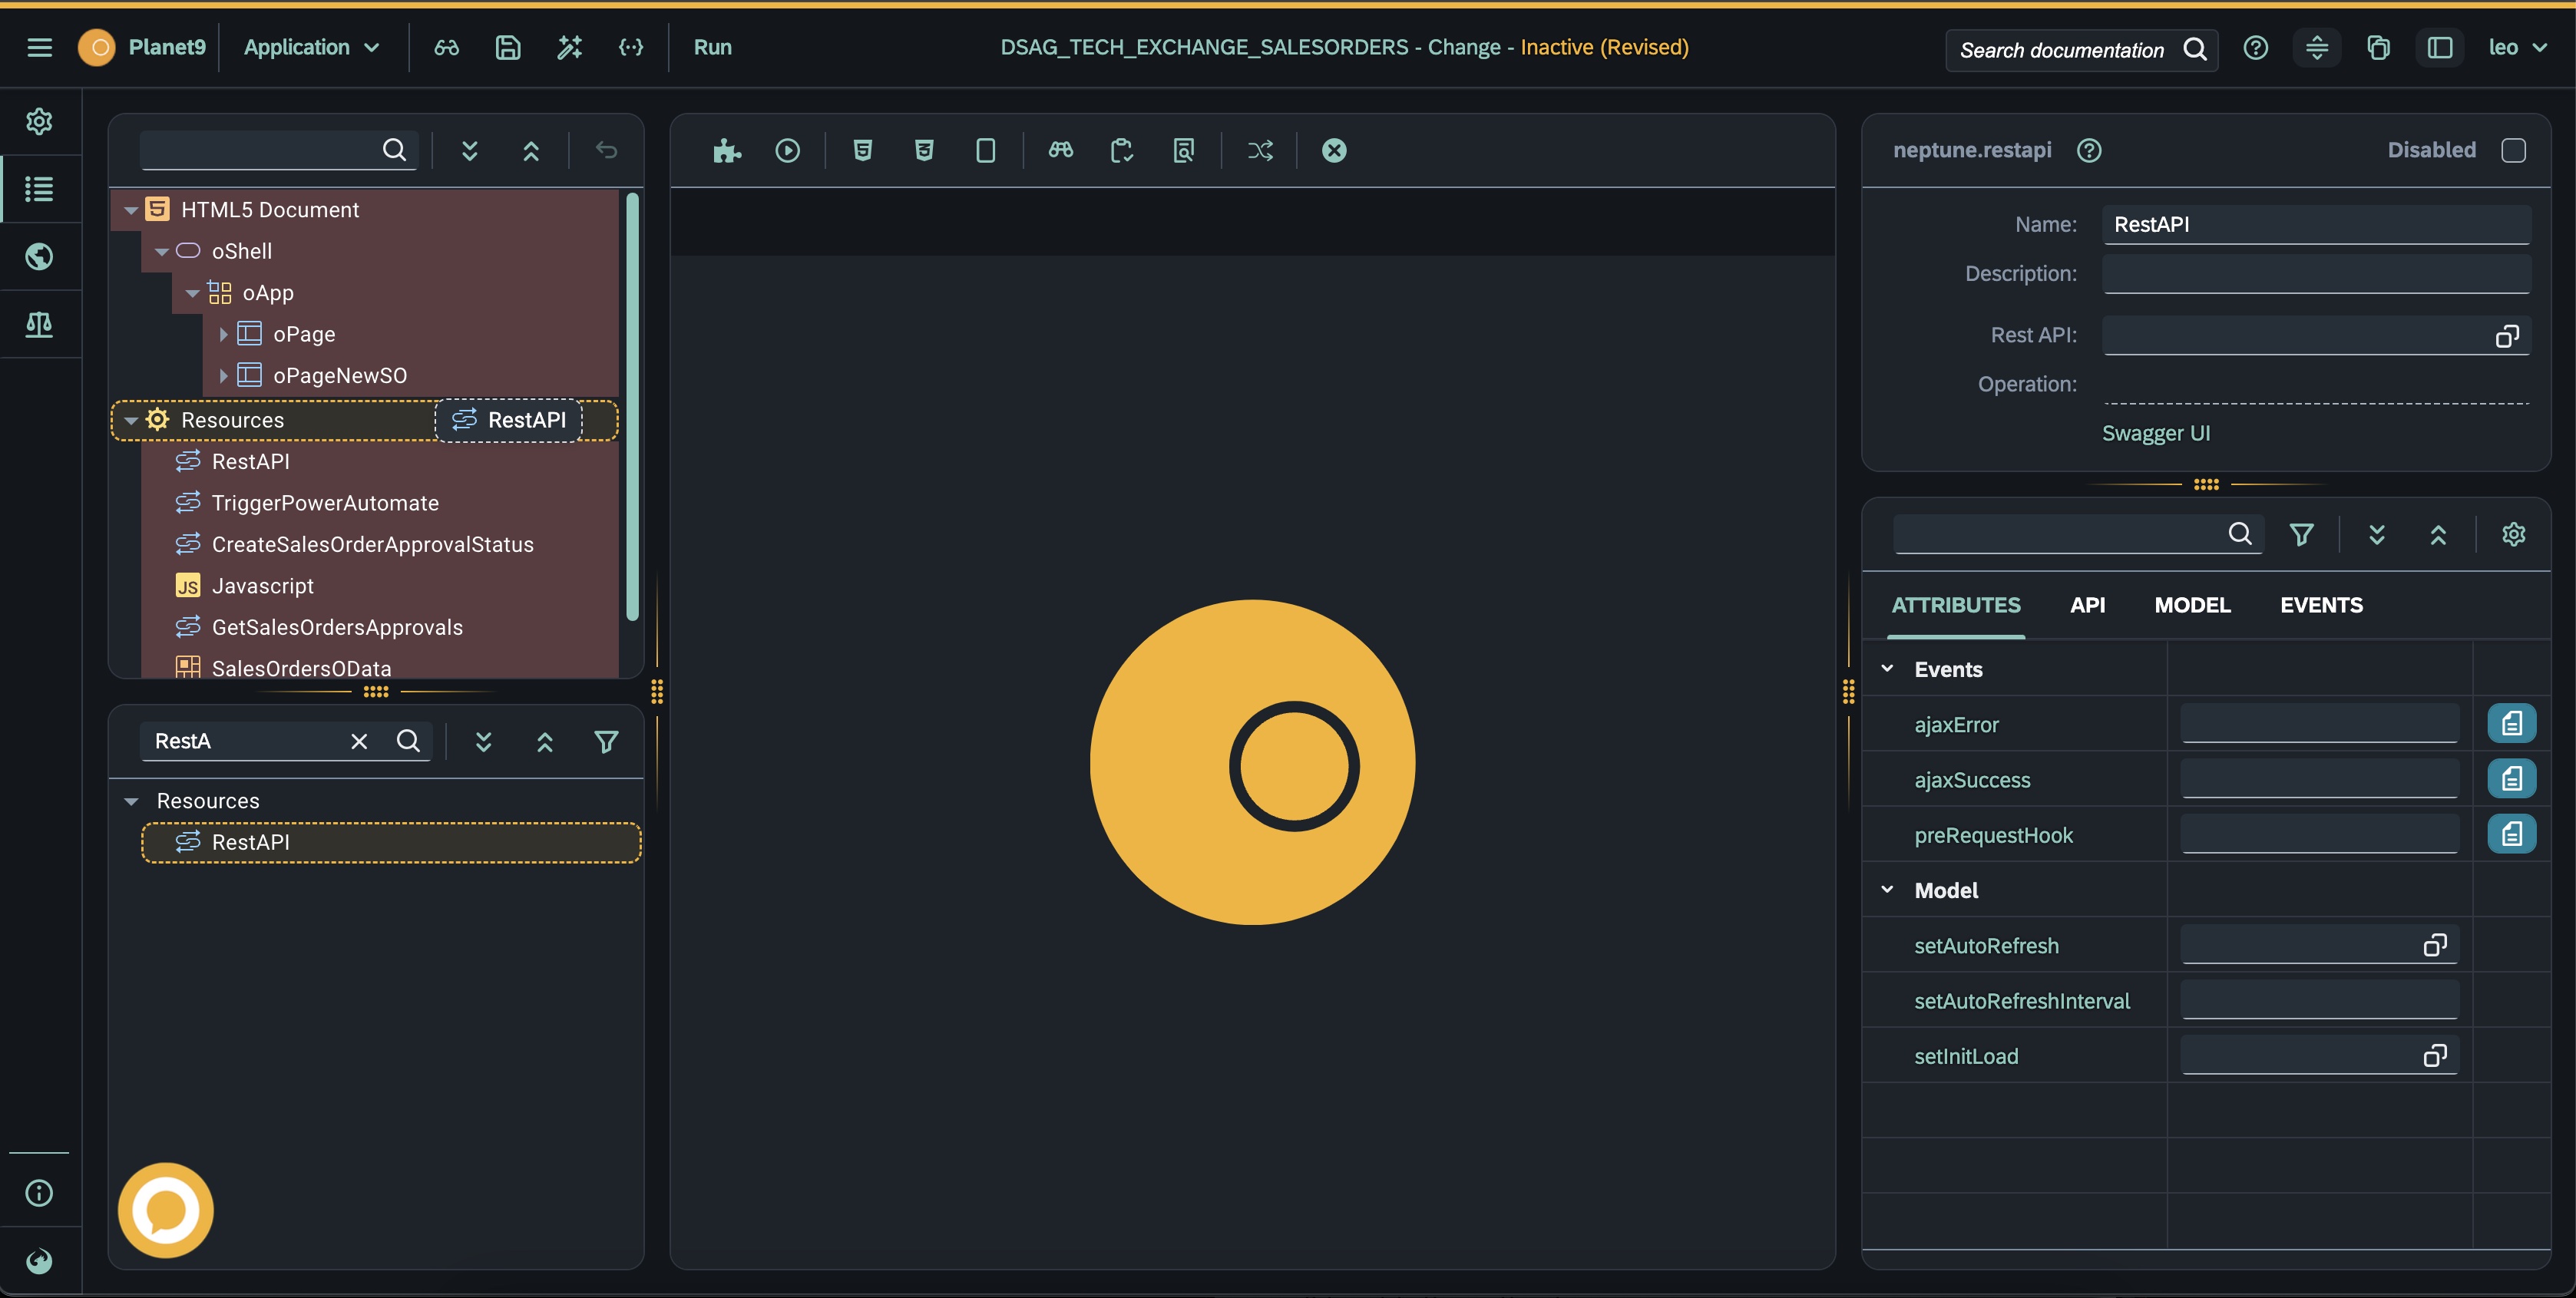 Planet9 Application Run DSAG_TECH_EXCHANGE_SALESORDERS - Change - Inactive (Revised) Search documentation leo
HTML5 Document
oShell
oApp
oPage
oPageNewSO
Resources RestAPI
RestAPI
TriggerPowerAutomate
CreateSalesOrderApprovalStatus
JS Javascript
GetSalesOrdersApprovals
SalesOrdersOData
RestA
Resources
RestAPI
neptune.restapi Disabled
Name: RestAPI
Description:
Rest API:
Operation:
Swagger UI
ATTRIBUTES API MODEL EVENTS
Events
ajaxError
ajaxSuccess
preRequestHook
Model
setAutoRefresh
setAutoRefreshInterval
setInitLoad